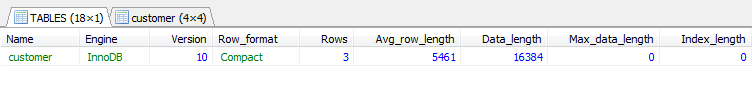 TABLES (18×1) customer (4×4)
Name Engine Version Row_format Rows Avg_row_length Data_length Max_data_length Index_length
customer InnoDB 10 Compact 3 5461 16384 0 0